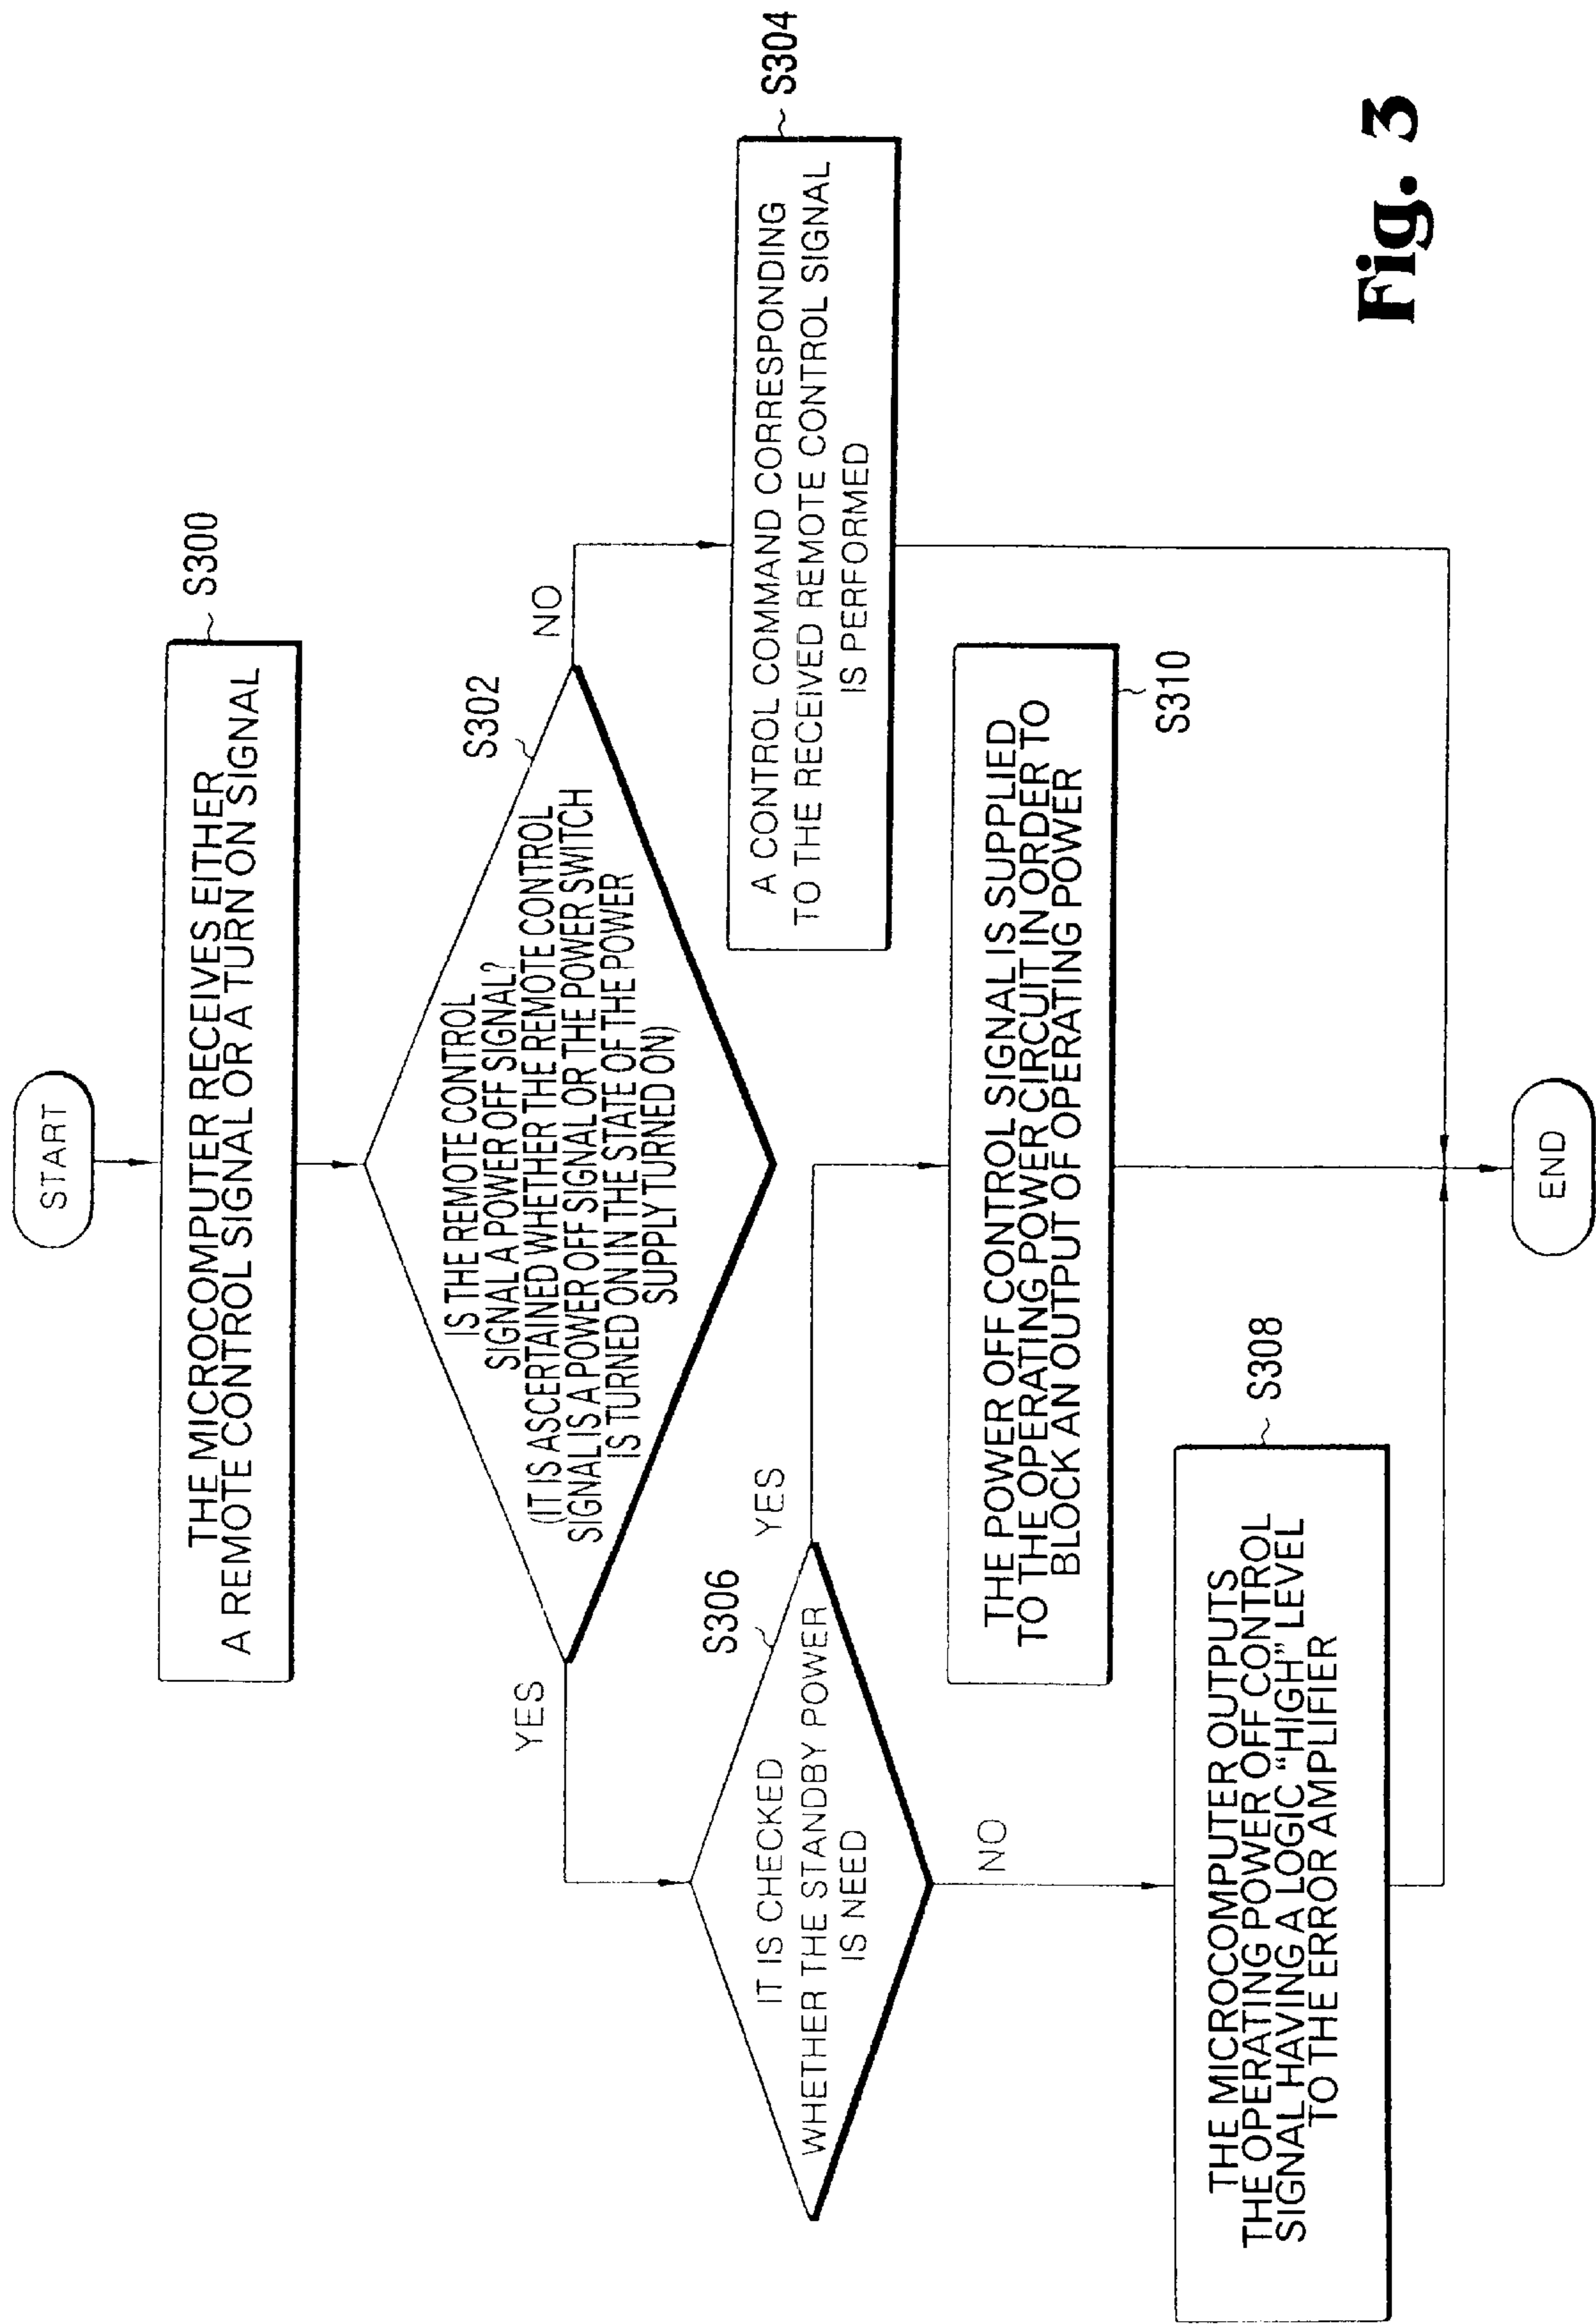 START
THE MICROCOMPUTER RECEIVES EITHER
A REMOTE CONTROL SIGNAL OR A TURN ON SIGNAL
S300
IS THE REMOTE CONTROL
SIGNAL A POWER OFF SIGNAL?
(IT IS ASCERTAINED WHETHER THE REMOTE CONTROL
SIGNAL IS A POWER OFF SIGNAL OR THE POWER SWITCH
IS TURNED ON IN THE STATE OF THE POWER
SUPPLY TURNED ON)
S302
YES
NO
A CONTROL COMMAND CORRESPONDING
TO THE RECEIVED REMOTE CONTROL SIGNAL
IS PERFORMED
S304
IT IS CHECKED
WHETHER THE STANDBY POWER
IS NEED
S306
YES
NO
THE POWER OFF CONTROL SIGNAL IS SUPPLIED
TO THE OPERATING POWER CIRCUIT IN ORDER TO
BLOCK AN OUTPUT OF OPERATING POWER
S310
THE MICROCOMPUTER OUTPUTS
THE OPERATING POWER OFF CONTROL
SIGNAL HAVING A LOGIC “HIGH” LEVEL
TO THE ERROR AMPLIFIER
S308
END
Fig. 3